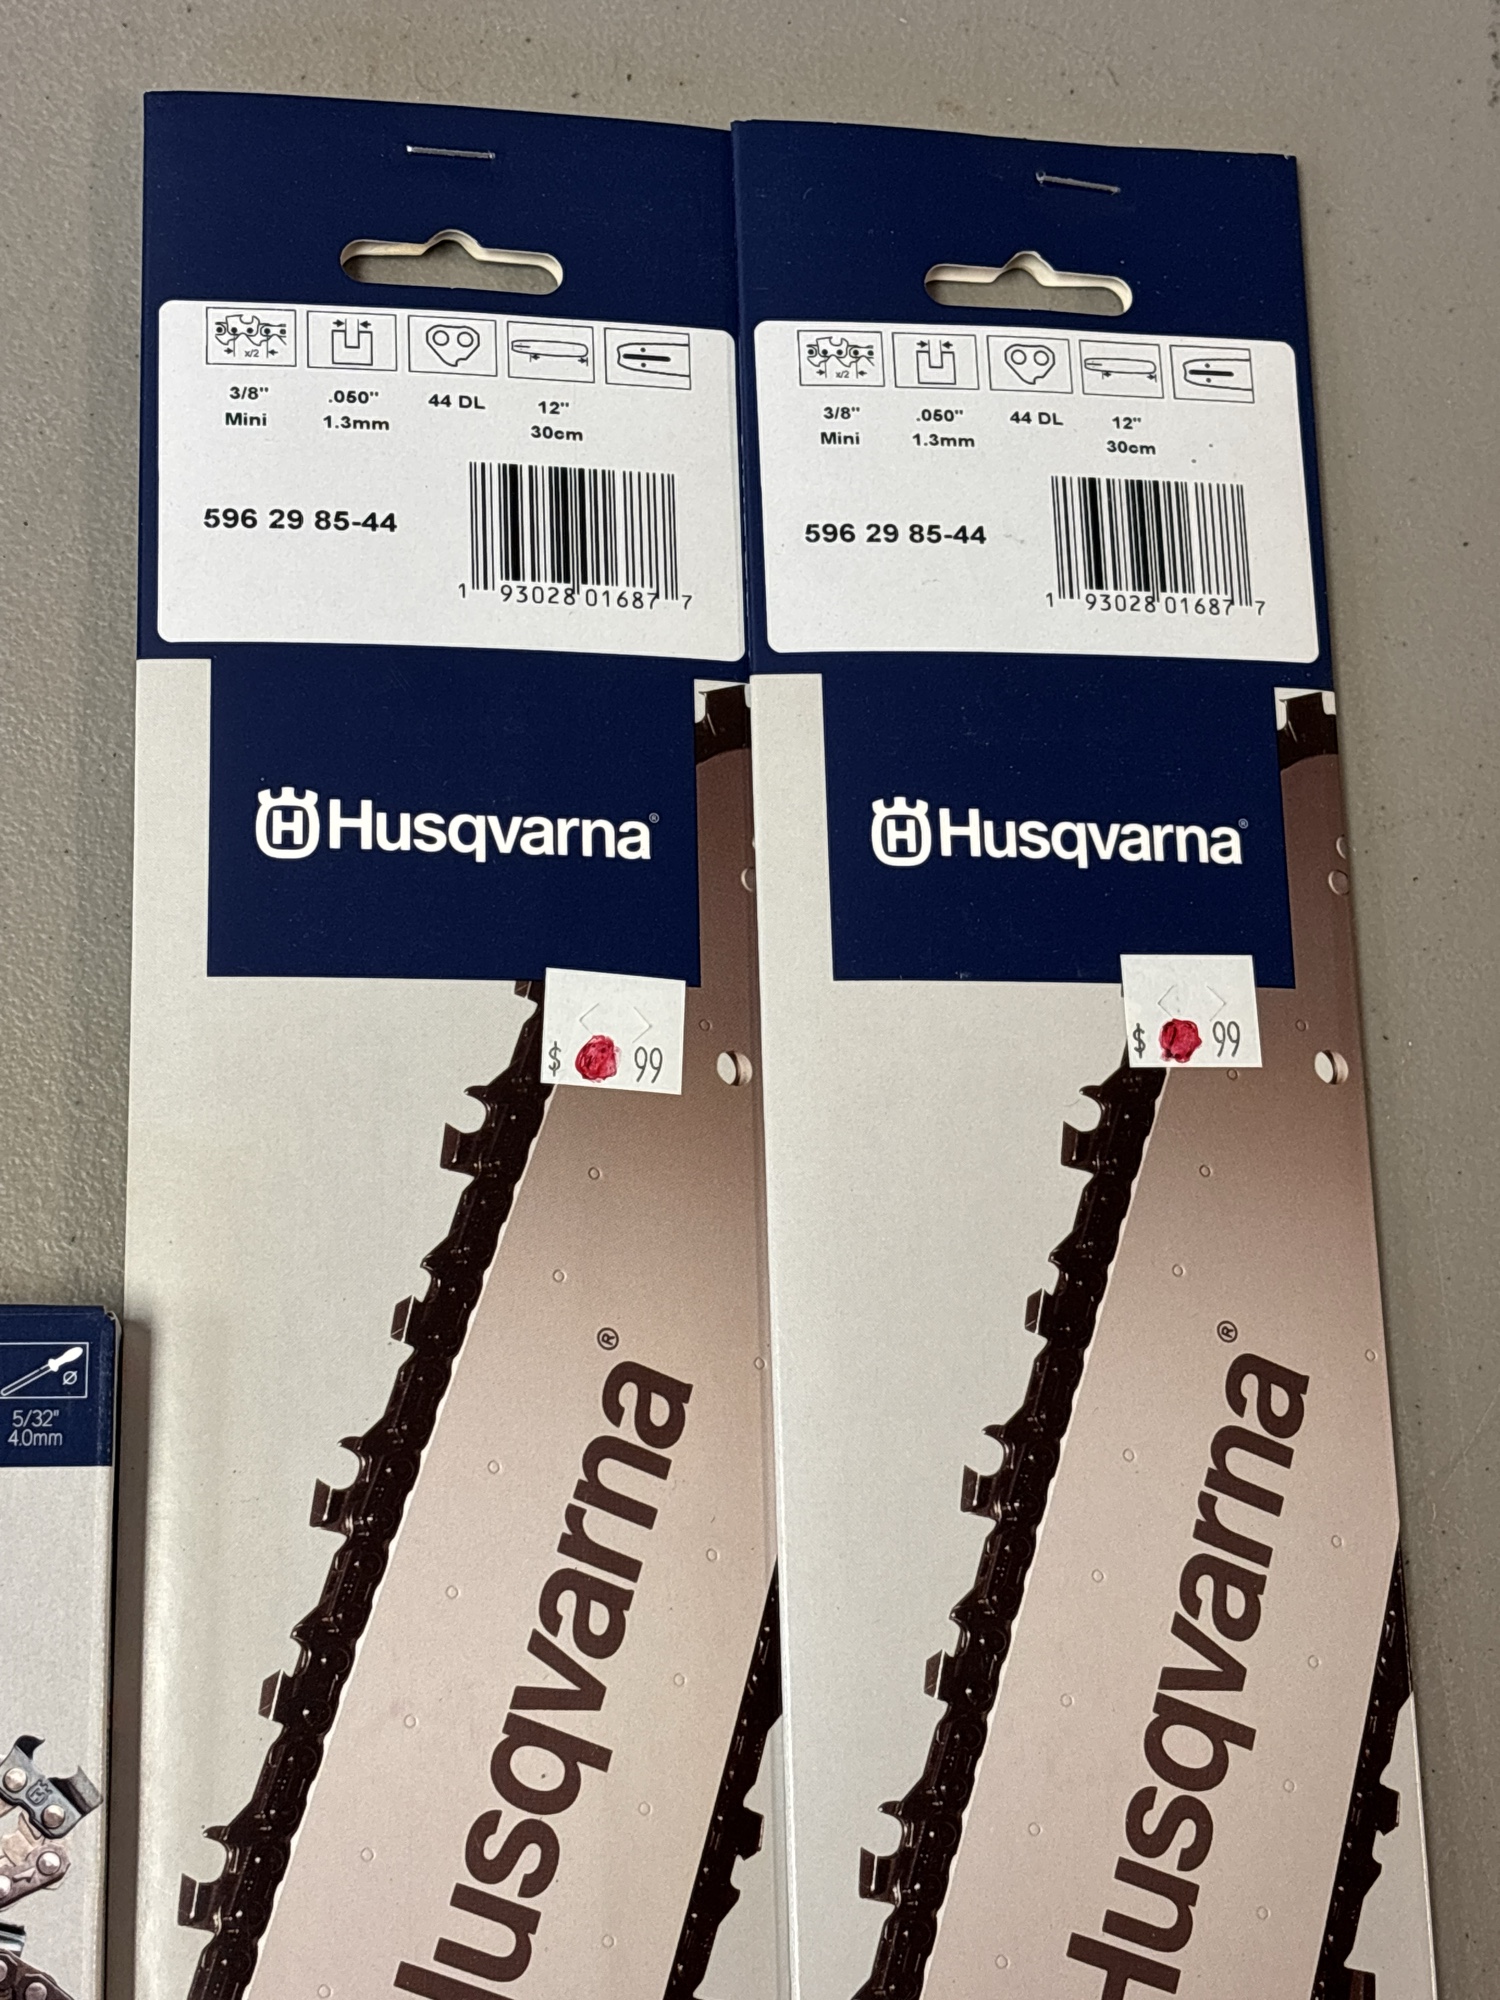 x/2
3/8"
Mini
.050"
1.3mm
44 DL
12"
30cm
596 29 85-44
1 93028 01687 7
Husqvarna®
$ 99
Husqvarna®
x/2
3/8"
Mini
.050"
1.3mm
44 DL
12"
30cm
596 29 85-44
1 93028 01687 7
Husqvarna®
$ 99
Husqvarna®
Ø
5/32"
4.0mm